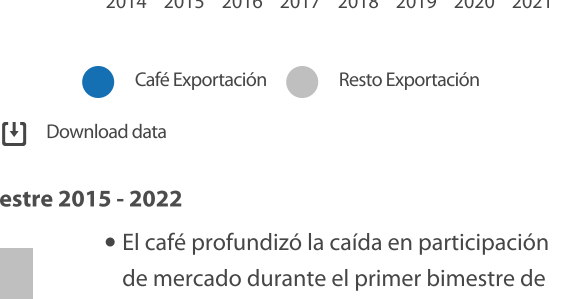 2014 2015 2016 2017 2018 2019 2020 2021
Café Exportación Resto Exportación
Download data
estre 2015 - 2022
• El café profundizó la caída en participación
de mercado durante el primer bimestre de